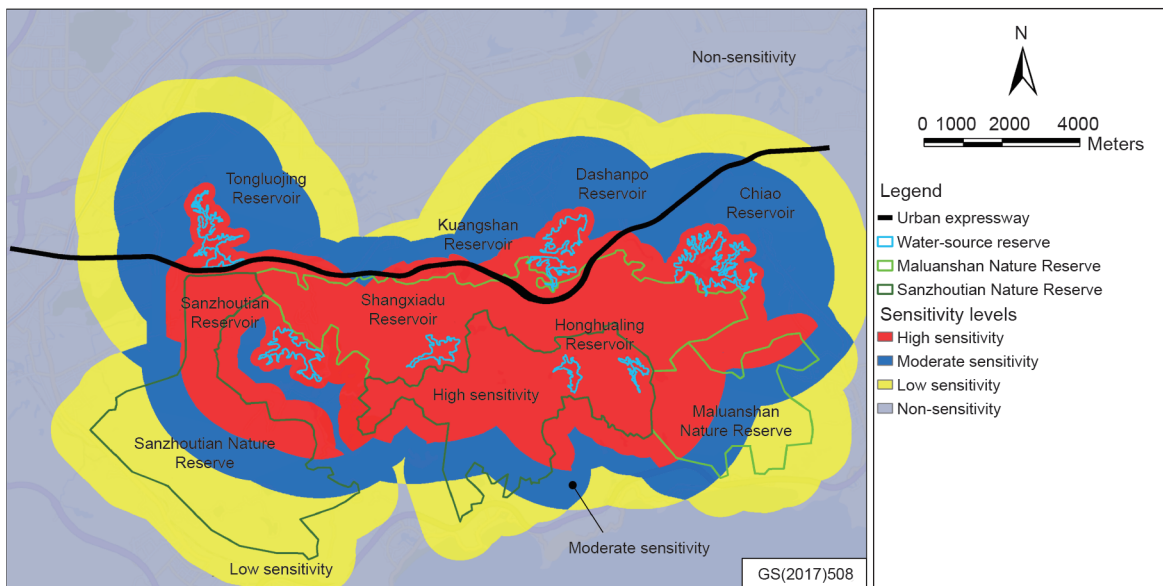 Non-sensitivity
Tongluojing
Reservoir
Dashanpo
Reservoir
Chiao
Reservoir
Kuangshan
Reservoir
Sanzhoutian
Reservoir
Shangxiadu
Reservoir
Honghualing
Reservoir
High sensitivity
Maluanshan
Nature Reserve
Sanzhoutian Nature
Reserve
Moderate sensitivity
Low sensitivity
GS(2017)508
N
0 1000 2000 4000
Meters
Legend
Urban expressway
Water-source reserve
Maluanshan Nature Reserve
Sanzhoutian Nature Reserve
Sensitivity levels
High sensitivity
Moderate sensitivity
Low sensitivity
Non-sensitivity